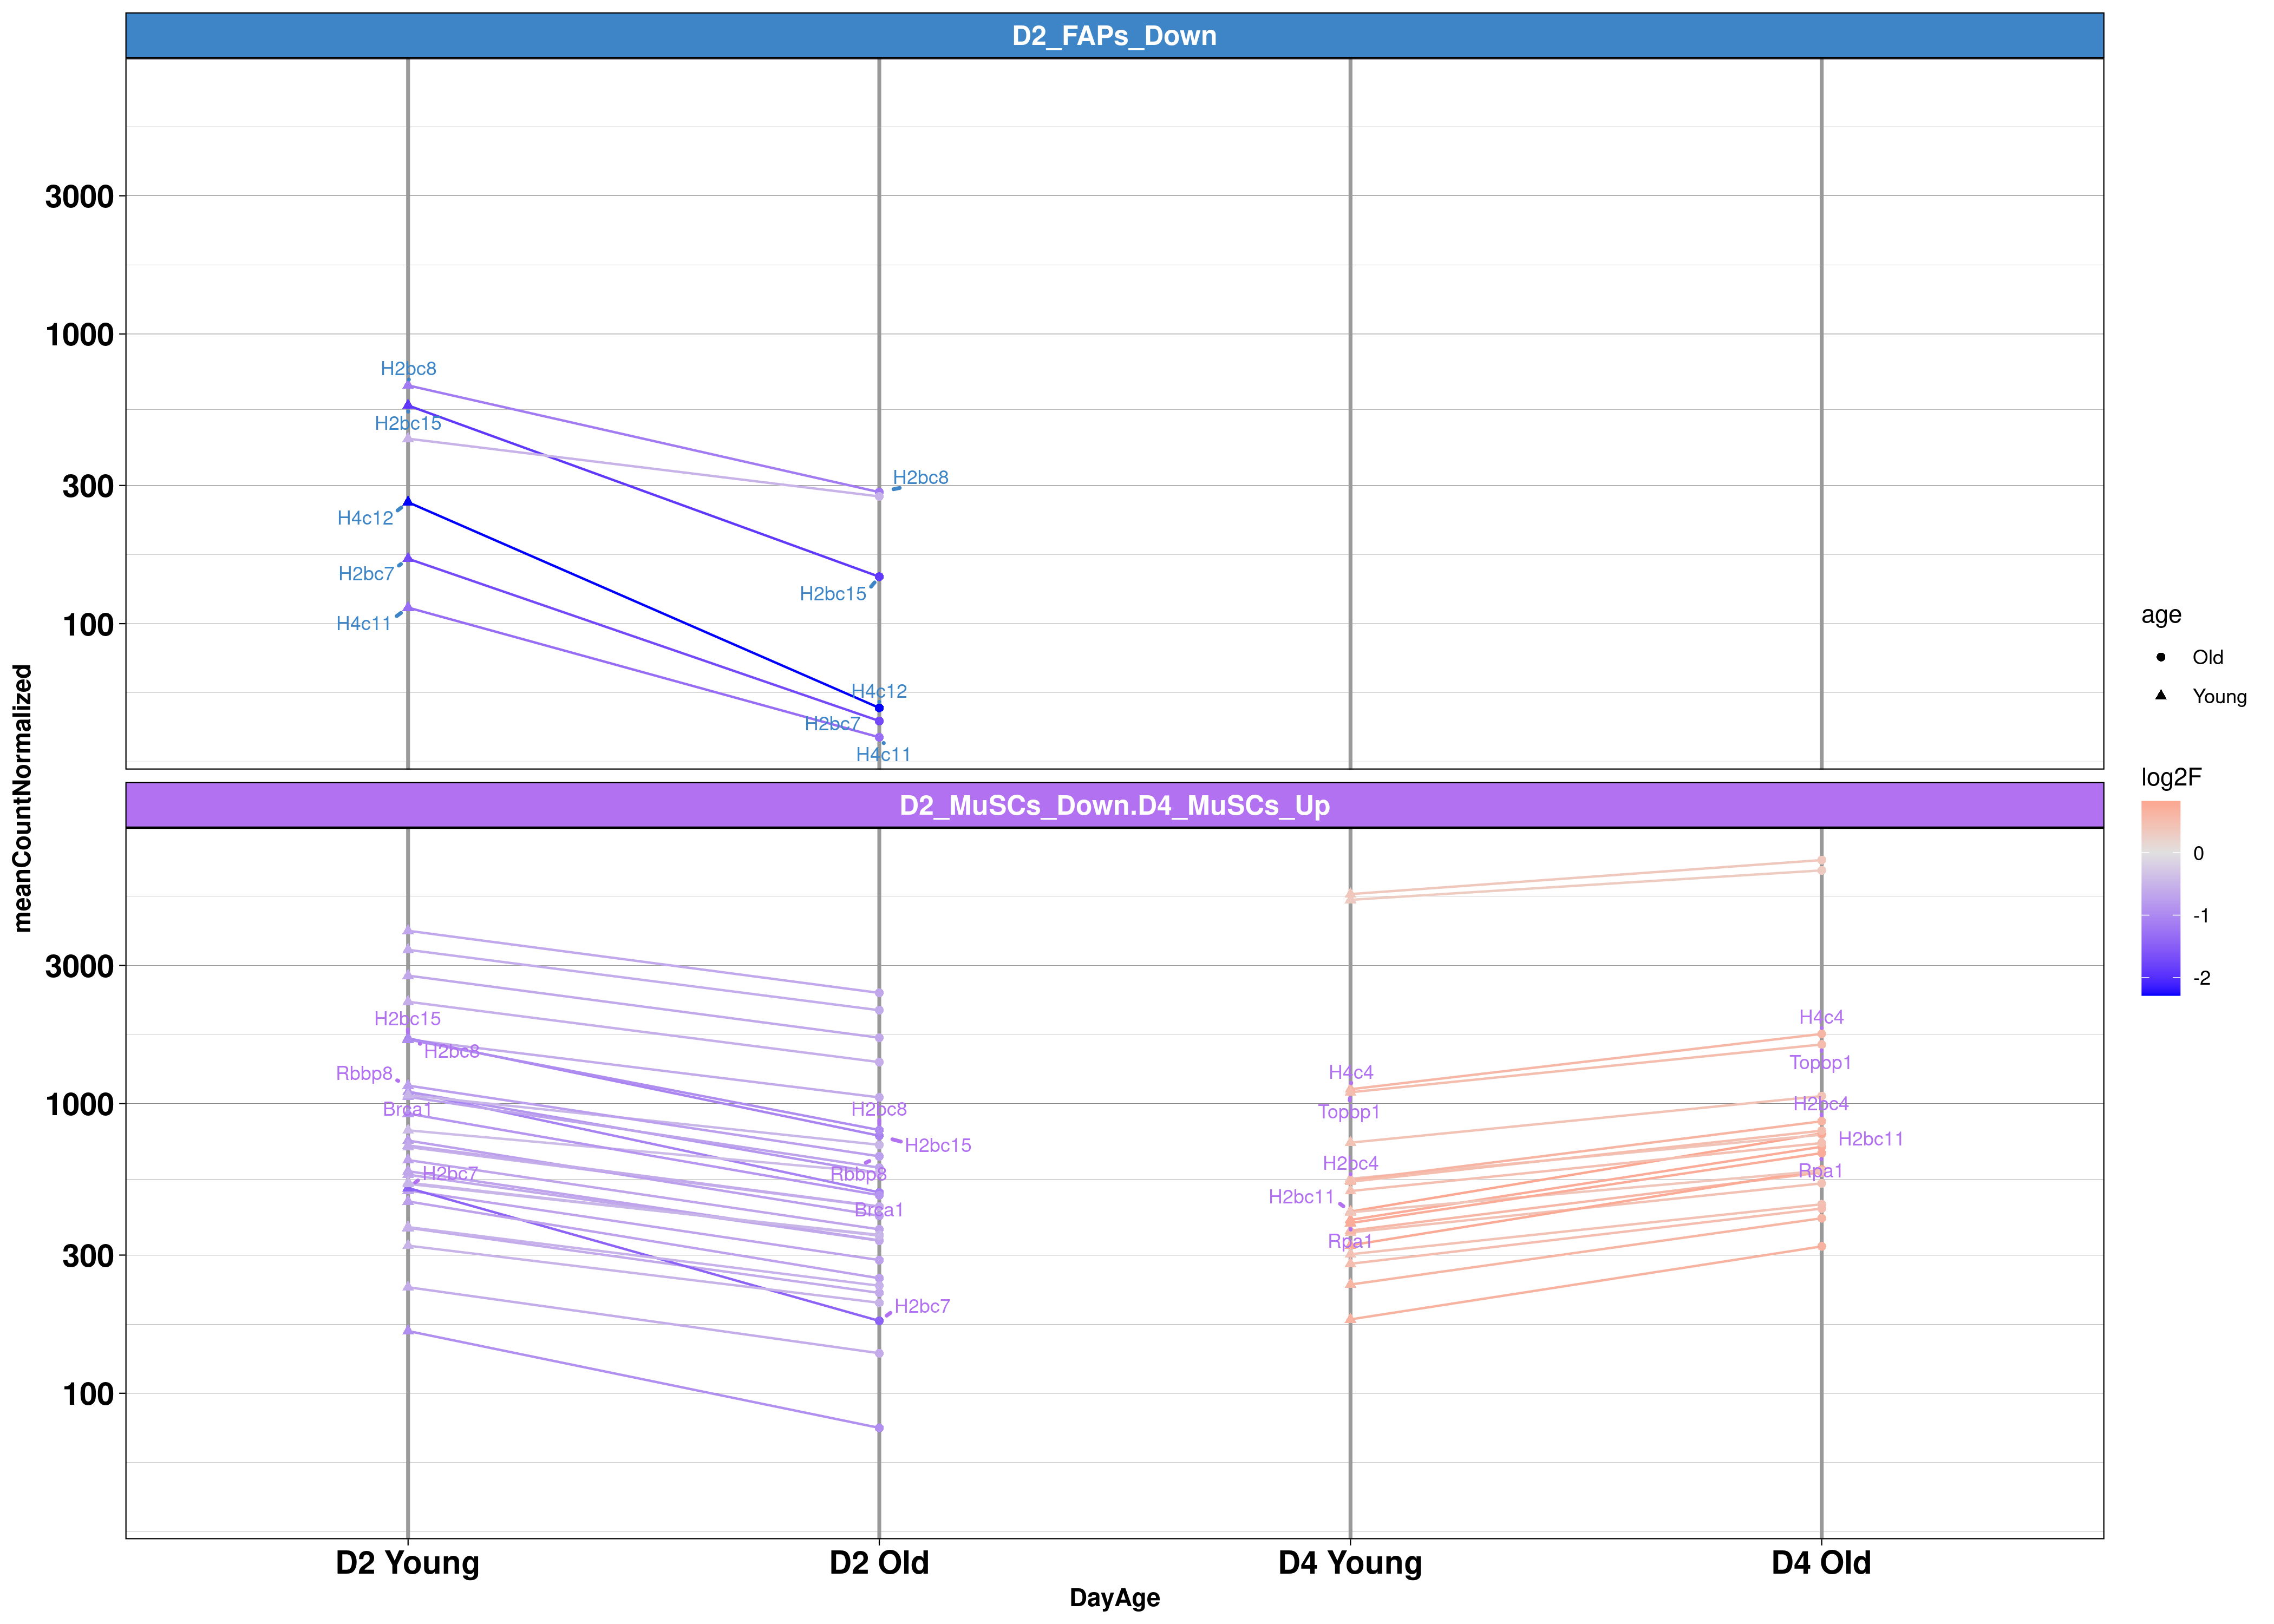 D2_FAPs_Down
3000
1000
300
100
H2bc8
H2bc15
H4c12
H2bc7
H4c11
H2bc8
H2bc15
H4c12
H2bc7
H4c11
meanCountNormalized
D2_MuSCs_Down.D4_MuSCs_Up
3000
1000
300
100
H2bc15
H2bc8
Rbbp8
Brca1
H2bc7
H2bc8
H2bc15
Rbbp8
Brca1
H2bc7
H4c4
Topbp1
H2bc4
H2bc11
Rpa1
H4c4
Topbp1
H2bc4
H2bc11
Rpa1
D2 Young
D2 Old
D4 Young
D4 Old
DayAge
age
Old
Young
log2F
0
-1
-2